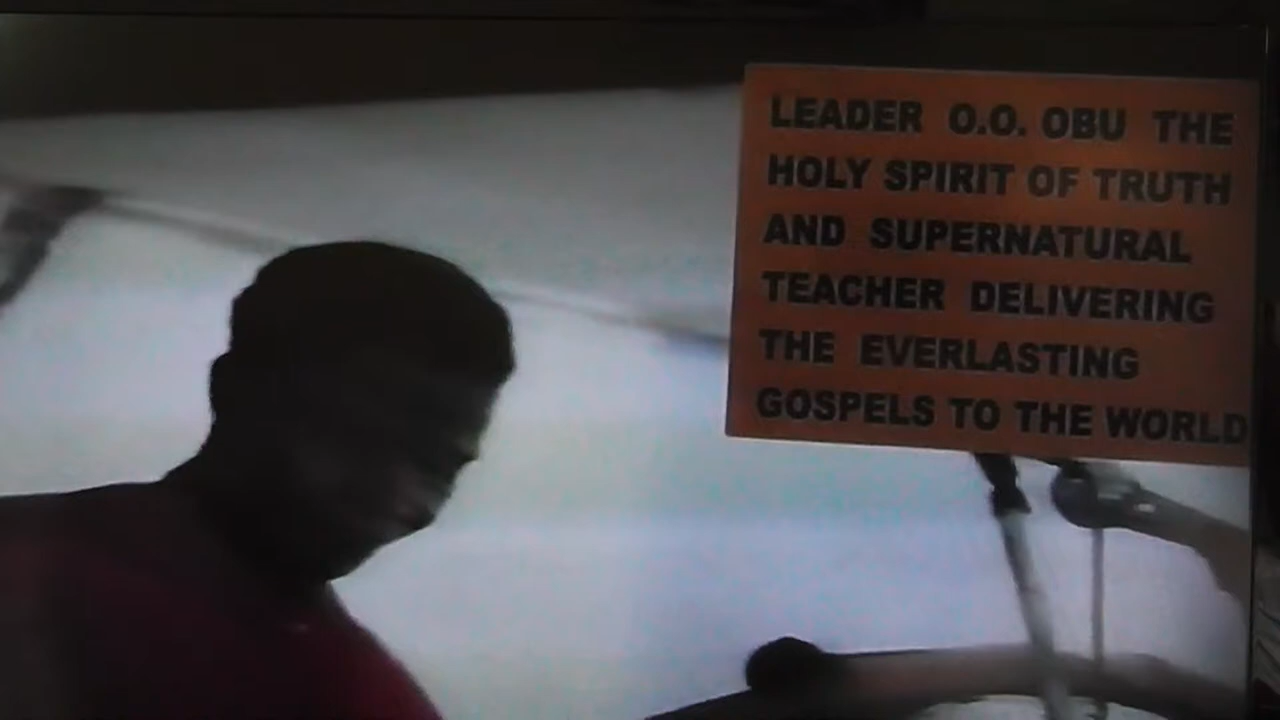 LEADER O.O. OBU THE
HOLY SPIRIT OF TRUTH
AND SUPERNATURAL
TEACHER DELIVERING
THE EVERLASTING
GOSPELS TO THE WORLD